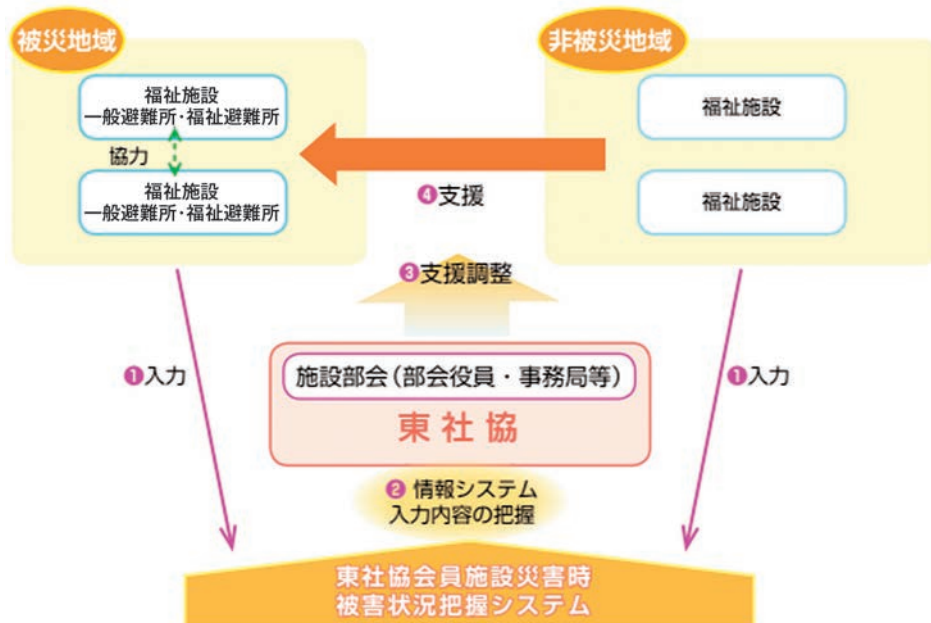 被災地域
非被災地域
福祉施設
一般避難所・福祉避難所
協力
福祉施設
一般避難所・福祉避難所
福祉施設
福祉施設
❹支援
❸支援調整
❶入力
❶入力
施設部会(部会役員・事務局等)
東社協
❷ 情報システム
入力内容の把握
東社協会員施設災害時
被害状況把握システム